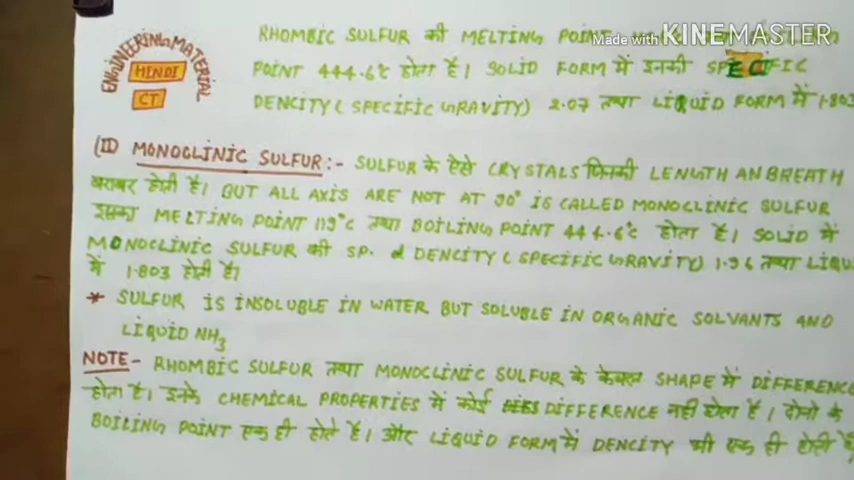 ENGINEERING MATERIAL
HINDI
CT
Made with KINEMASTER
RHOMBIC SULFUR की MELTING POINT
POINT 444.6°C होता है। SOLID FORM में उनकी SPECIFIC
DENCITY (SPECIFIC GRAVITY) 2.07 तथा LIQUID FORM में 1.803
(II) MONOCLINIC SULFUR:- SULFUR के ऐसे CRYSTALS जिनकी LENGTH AN BREATH
बराबर होती है। BUT ALL AXIS ARE NOT AT 90° IS CALLED MONOCLINIC SULFUR
इसका MELTING POINT 119°C तथा BOILING POINT 444.6°C होता है। SOLID में
MONOCLINIC SULFUR की SP. DENCITY (SPECIFIC GRAVITY) 1.96 तथा LIQU
में 1.803 होती है।
* SULFUR IS INSOLUBLE IN WATER BUT SOLUBLE IN ORGANIC SOLVANTS AND
LIQUID NH3
NOTE- RHOMBIC SULFUR तथा MONOCLINIC SULFUR के केवल SHAPE में DIFFERENCE
होता है। उनके CHEMICAL PROPERTIES में कोई DIFFERENCE नही होता है। दोनो के
BOILING POINT एक ही होते है। और LIQUID FORM में DENCITY भी एक ही होती है